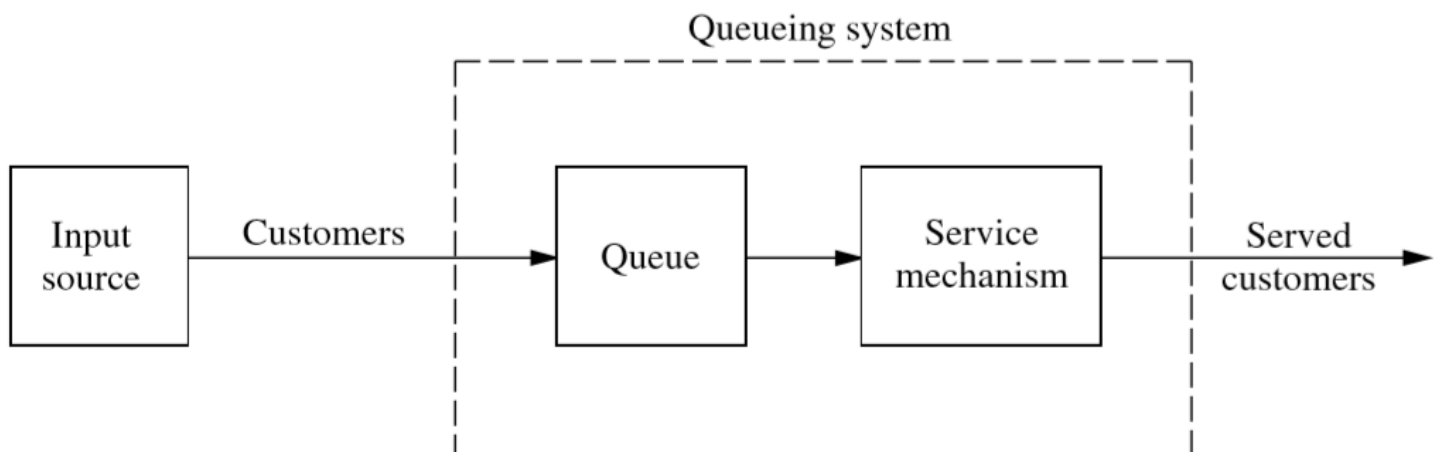 Queueing system
Input
source
Customers
Queue
Service
mechanism
Served
customers